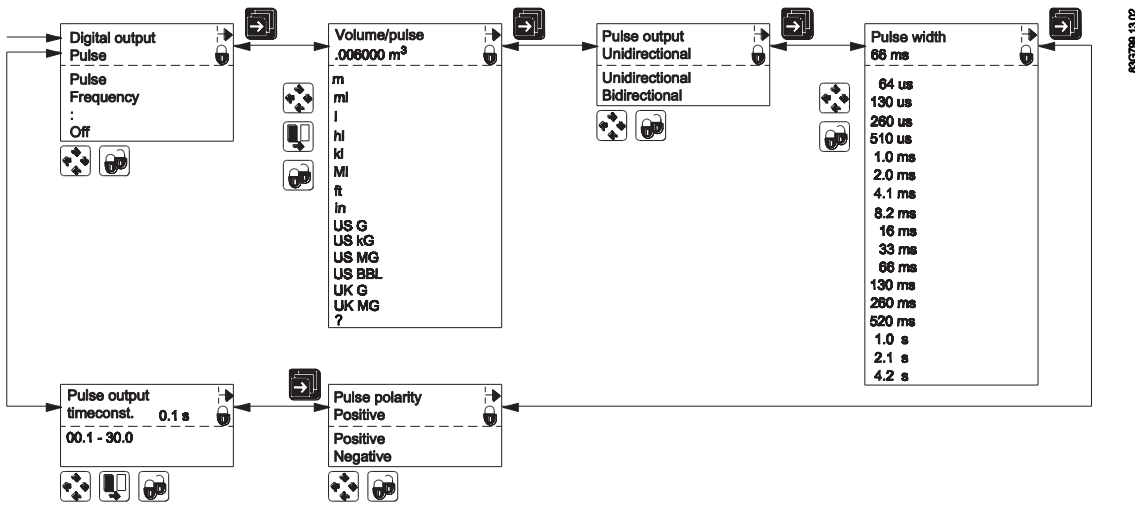 Digital output
Pulse
Pulse
Frequency
:
Off
Volume/pulse
.006000 m³
m
ml
l
hl
kl
Ml
ft
in
US G
US kG
US MG
US BBL
UK G
UK MG
?
Pulse output
Unidirectional
Unidirectional
Bidirectional
Pulse width
66 ms
64 us
130 us
260 us
510 us
1.0 ms
2.0 ms
4.1 ms
8.2 ms
16 ms
33 ms
66 ms
130 ms
260 ms
520 ms
1.0 s
2.1 s
4.2 s
83G799 13.02
Pulse output
timeconst. 0.1 s
00.1 - 30.0
Pulse polarity
Positive
Positive
Negative